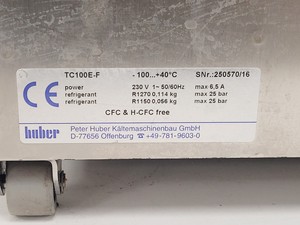 TC100E-F -100...+40°C SNr.:250570/16
power 230 V 1~ 50/60Hz max 6,5 A
refrigerant R1270 0,114 kg max 25 bar
refrigerant R1150 0,056 kg max 25 bar
CFC & H-CFC free
CE
huber
Peter Huber Kältemaschinenbau GmbH
D-77656 Offenburg ☎+49-781-9603-0